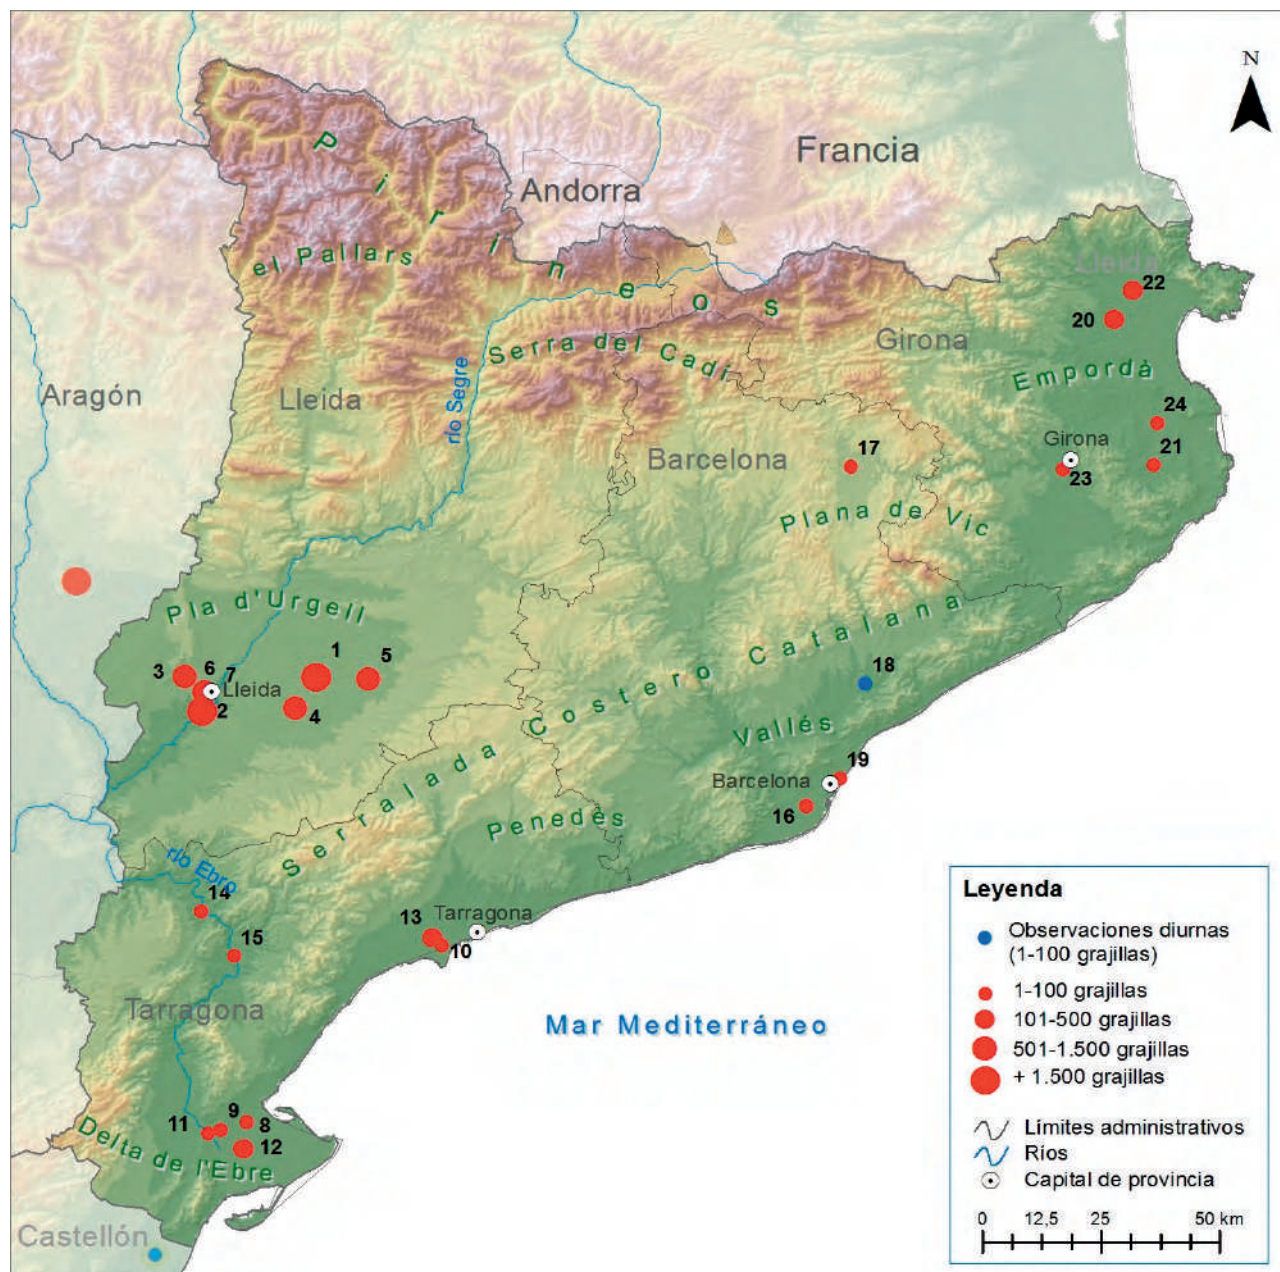 N
Francia
Andorra
Pirineos
el Pallars
Lleida
22
20
Serra del Cadí
Girona
Empordà
Aragón
Lleida
río Segre
24
Girona
21
23
17
Barcelona
Plana de Vic
Pla d'Urgell
3
6
7
1
5
Lleida
2
4
Serralada Costero Catalana
18
Vallés
19
Barcelona
16
Penedès
río Ebro
14
15
13
Tarragona
10
Tarragona
Mar Mediterráneo
11
9
8
12
Delta de l'Ebre
Castellón
Leyenda
Observaciones diurnas
(1-100 grajillas)
1-100 grajillas
101-500 grajillas
501-1.500 grajillas
+ 1.500 grajillas
Límites administrativos
Ríos
Capital de provincia
0 12,5 25 50 km